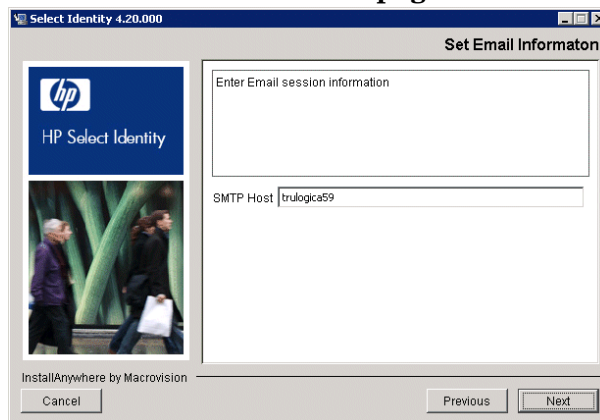 Select Identity 4.20.000
Set Email Informaton
hp
HP Select Identity
Enter Email session information
SMTP Host trulogica59
InstallAnywhere by Macrovision
Cancel
Previous
Next